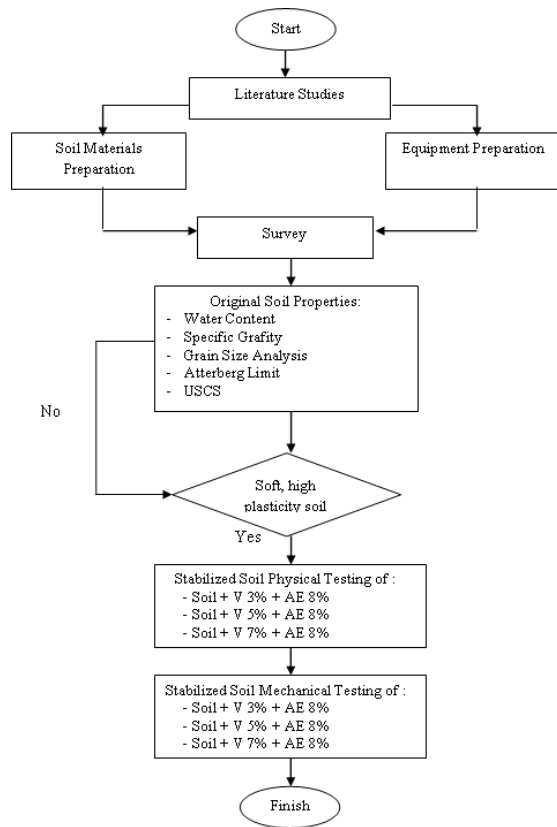 Start
Literature Studies
Soil Materials
Preparation
Equipment Preparation
Survey
Original Soil Properties:
- Water Content
- Specific Grafity
- Grain Size Analysis
- Atterberg Limit
- USCS
No
Soft, high
plasticity soil
Yes
Stabilized Soil Physical Testing of :
- Soil + V 3% + AE 8%
- Soil + V 5% + AE 8%
- Soil + V 7% + AE 8%
Stabilized Soil Mechanical Testing of :
- Soil + V 3% + AE 8%
- Soil + V 5% + AE 8%
- Soil + V 7% + AE 8%
Finish